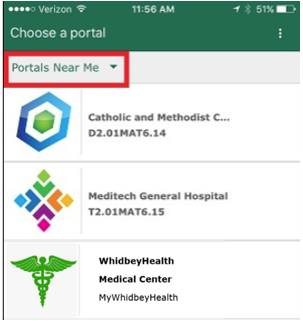 Verizon 11:56 AM 51%
Choose a portal
Portals Near Me
Catholic and Methodist C...
D2.01MAT6.14
Meditech General Hospital
T2.01MAT6.15
WhidbeyHealth
Medical Center
MyWhidbeyHealth